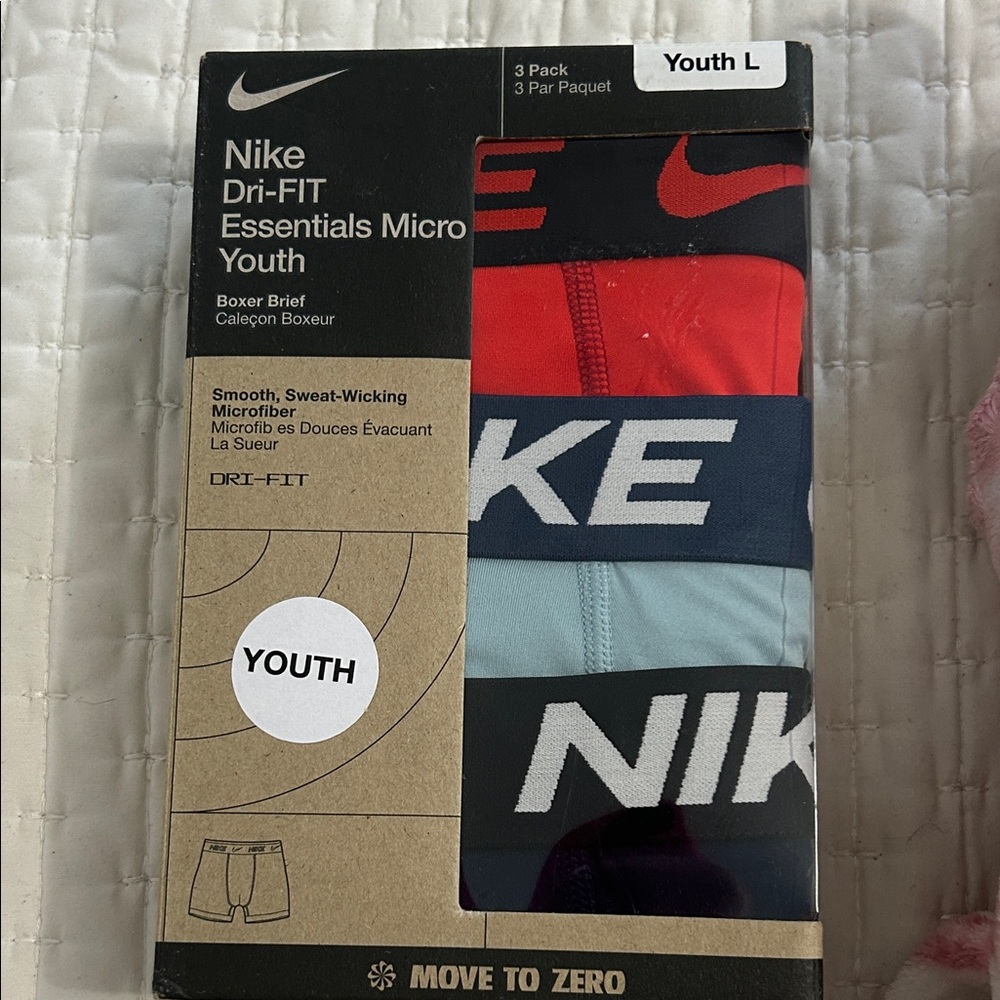 3 Pack
3 Par Paquet
Youth L
Nike
Dri-FIT
Essentials Micro
Youth
Boxer Brief
Caleçon Boxeur
Smooth, Sweat-Wicking
Microfiber
Microfib es Douces Évacuant
La Sueur
DRI-FIT
YOUTH
E
KE
NIK
MOVE TO ZERO